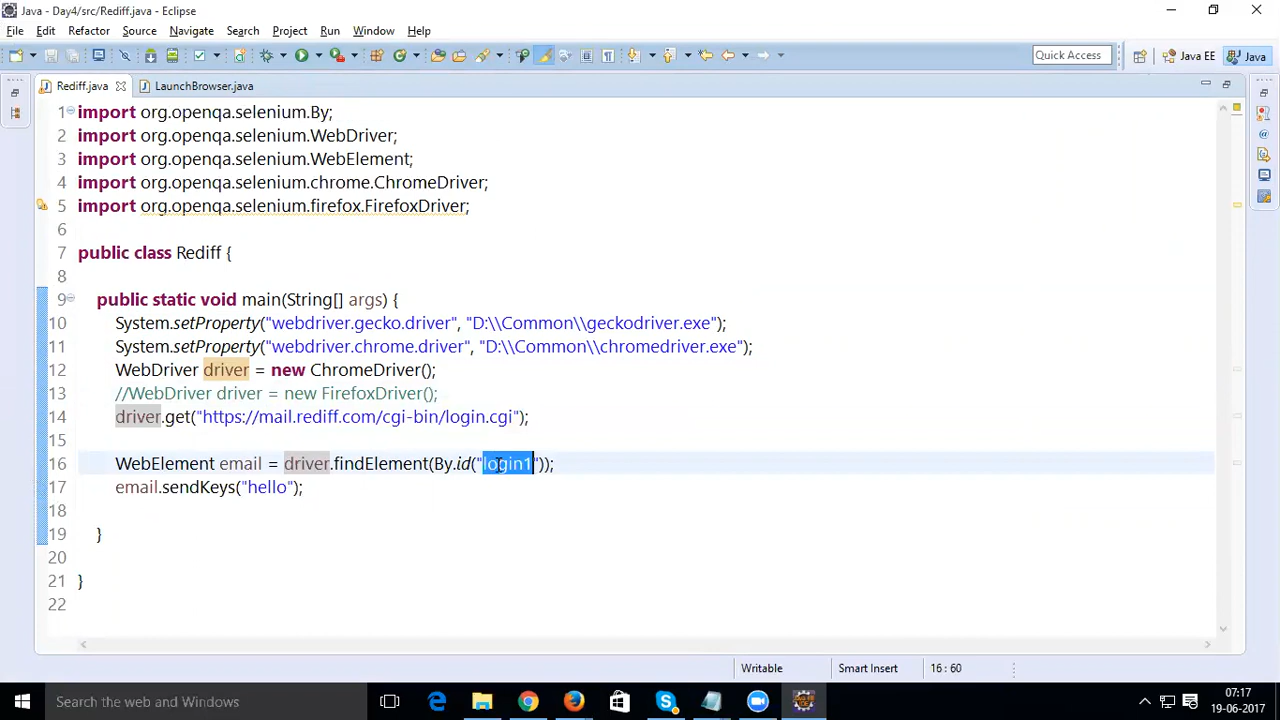 Java - Day4/src/Rediff.java - Eclipse
File Edit Refactor Source Navigate Search Project Run Window Help
Quick Access Java EE Java
Rediff.java LaunchBrowser.java
1 import org.openqa.selenium.By;
2 import org.openqa.selenium.WebDriver;
3 import org.openqa.selenium.WebElement;
4 import org.openqa.selenium.chrome.ChromeDriver;
5 import org.openqa.selenium.firefox.FirefoxDriver;
6
7 public class Rediff {
8
9 public static void main(String[] args) {
10 System.setProperty("webdriver.gecko.driver", "D:\\Common\\geckodriver.exe");
11 System.setProperty("webdriver.chrome.driver", "D:\\Common\\chromedriver.exe");
12 WebDriver driver = new ChromeDriver();
13 //WebDriver driver = new FirefoxDriver();
14 driver.get("https://mail.rediff.com/cgi-bin/login.cgi");
15
16 WebElement email = driver.findElement(By.id("login1"));
17 email.sendKeys("hello");
18
19 }
20
21 }
22
Writable Smart Insert 16 : 60
Search the web and Windows
07:17
19-06-2017